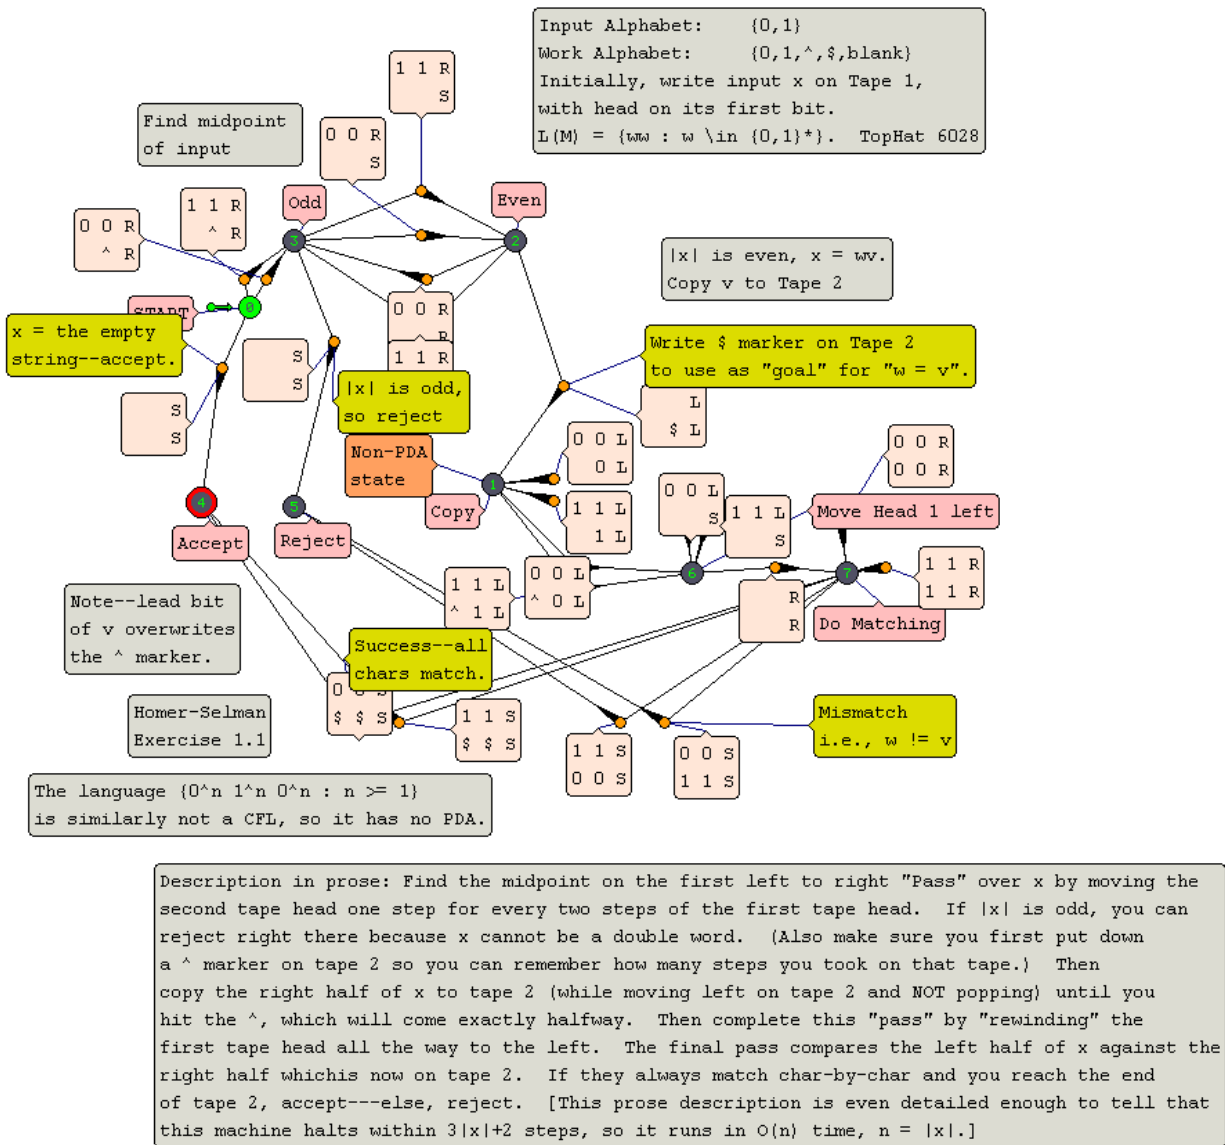 Input Alphabet: {0,1}
Work Alphabet: {0,1,^,$,blank}
Initially, write input x on Tape 1,
with head on its first bit.
L(M) = {ww : w \in {0,1}*}. TopHat 6028
1 1 R
S
Find midpoint
of input
0 0 R
S
Odd
Even
1 1 R
^ R
0 0 R
^ R
3
2
|x| is even, x = wv.
Copy v to Tape 2
START
0
x = the empty
string--accept.
0 0 R
R
1 1 R
S
S
Write $ marker on Tape 2
to use as "goal" for "w = v".
|x| is odd,
so reject
S
S
L
$ L
Non-PDA
state
0 0 L
0 L
0 0 R
0 0 R
4
5
1
Copy
1 1 L
1 L
0 0 L
S
1 1 L
S
Move Head 1 left
Accept
Reject
6
7
1 1 R
1 1 R
1 1 L
^ 1 L
0 0 L
^ 0 L
R
R
Do Matching
Note--lead bit
of v overwrites
the ^ marker.
Success--all
chars match.
$ $ S
1 1 S
$ $ S
Homer-Selman
Exercise 1.1
Mismatch
i.e., w != v
1 1 S
0 0 S
0 0 S
1 1 S
The language {0^n 1^n 0^n : n >= 1}
is similarly not a CFL, so it has no PDA.
Description in prose: Find the midpoint on the first left to right "Pass" over x by moving the
second tape head one step for every two steps of the first tape head. If |x| is odd, you can
reject right there because x cannot be a double word. (Also make sure you first put down
a ^ marker on tape 2 so you can remember how many steps you took on that tape.) Then
copy the right half of x to tape 2 (while moving left on tape 2 and NOT popping) until you
hit the ^, which will come exactly halfway. Then complete this "pass" by "rewinding" the
first tape head all the way to the left. The final pass compares the left half of x against the
right half whichis now on tape 2. If they always match char-by-char and you reach the end
of tape 2, accept---else, reject. [This prose description is even detailed enough to tell that
this machine halts within 3|x|+2 steps, so it runs in O(n) time, n = |x|.]